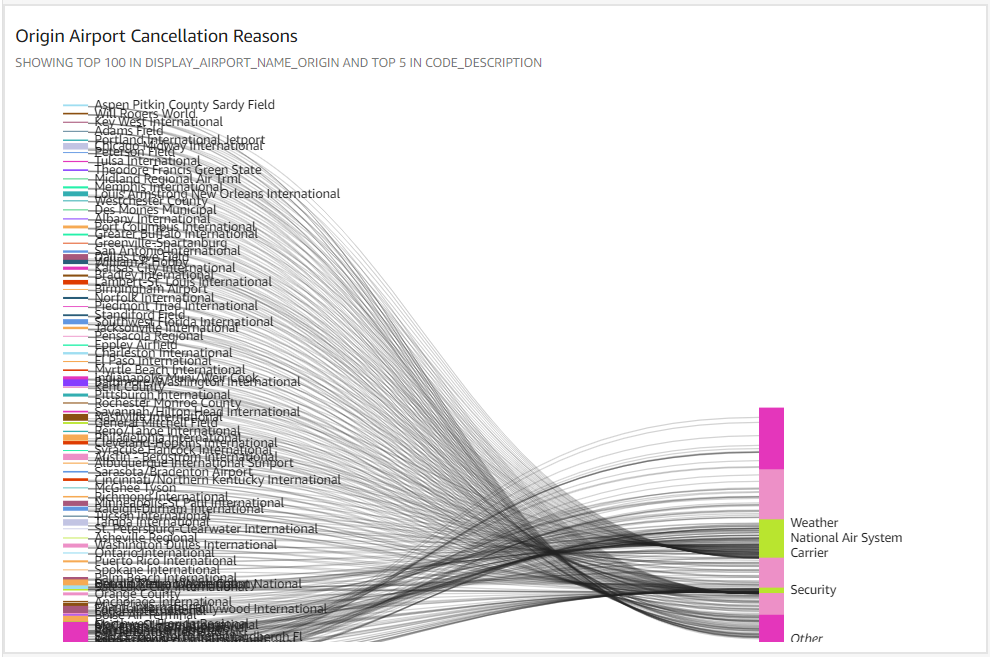 Origin Airport Cancellation Reasons
SHOWING TOP 100 IN DISPLAY_AIRPORT_NAME_ORIGIN AND TOP 5 IN CODE_DESCRIPTION
Aspen Pitkin County Sardy Field
Will Rogers World
Key West International
Adams Field
Portland International Jetport
Chicago Midway International
Peterson Field
Tulsa International
Theodore Francis Green State
Midland Regional Air Trml
Memphis International
Louis Armstrong New Orleans International
Westchester County
Des Moines Municipal
Albany International
Port Columbus International
Greater Buffalo International
Greenville-Spartanburg
San Antonio International
Dallas Love Field
William P Hobby
Kansas City International
Bradley International
Lambert-St. Louis International
Birmingham Airport
Norfolk International
Piedmont Triad International
Standiford Field
Southwest Florida International
Jacksonville International
Pensacola Regional
Eppley Airfield
Charleston International
El Paso International
Myrtle Beach International
Indianapolis Muni/Weir Cook
Baltimore/Washington International
Kent County
Pittsburgh International
Rochester Monroe County
Savannah/Hilton Head International
Nashville International
General Mitchell Field
Reno/Tahoe International
Philadelphia International
Cleveland-Hopkins International
Syracuse Hancock International
Austin - Bergstrom International
Albuquerque International Sunport
Sarasota/Bradenton Airport
Cincinnati/Northern Kentucky International
McGhee Tyson
Richmond International
Minneapolis-St Paul International
Raleigh-Durham International
Tucson International
Tampa International
St. Petersburg-Clearwater International
Asheville Regional
Washington Dulles International
Ontario International
Puerto Rico International
Spokane International
Palm Beach International
National
Orange County
Anchorage International
Hollywood International
Boise Air Terminal
Weather
National Air System
Carrier
Security
Other